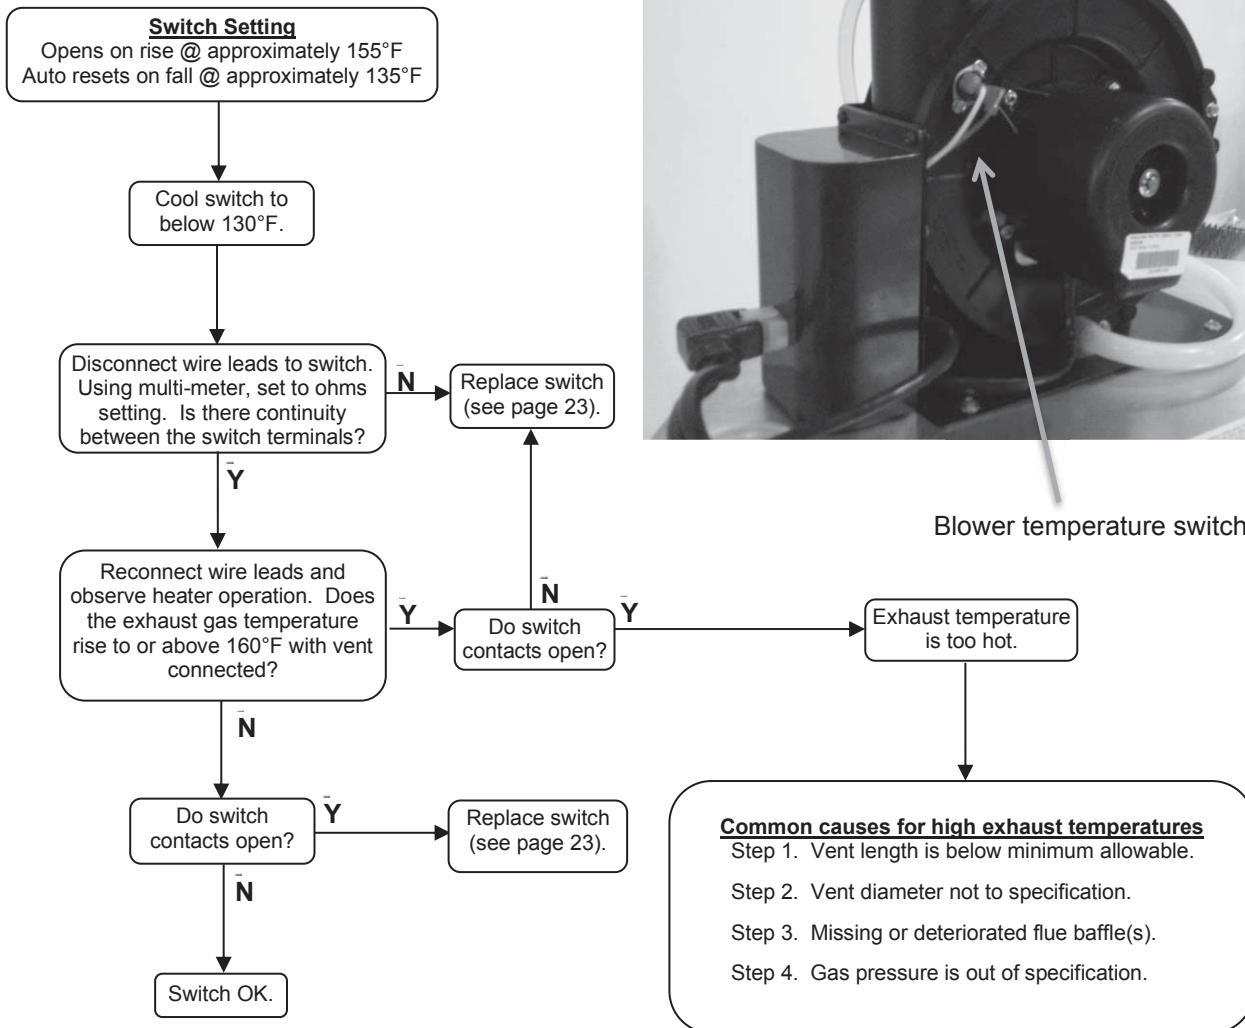 Switch Setting
Opens on rise @ approximately 155°F
Auto resets on fall @ approximately 135°F
Cool switch to
below 130°F.
Disconnect wire leads to switch.
Using multi-meter, set to ohms
setting. Is there continuity
between the switch terminals?
N
Replace switch
(see page 23).
Y
Blower temperature switch
Reconnect wire leads and
observe heater operation. Does
the exhaust gas temperature
rise to or above 160°F with vent
connected?
Y
Do switch
contacts open?
N
Y
Exhaust temperature
is too hot.
N
Do switch
contacts open?
Y
Replace switch
(see page 23).
N
Switch OK.
Common causes for high exhaust temperatures
Step 1. Vent length is below minimum allowable.
Step 2. Vent diameter not to specification.
Step 3. Missing or deteriorated flue baffle(s).
Step 4. Gas pressure is out of specification.